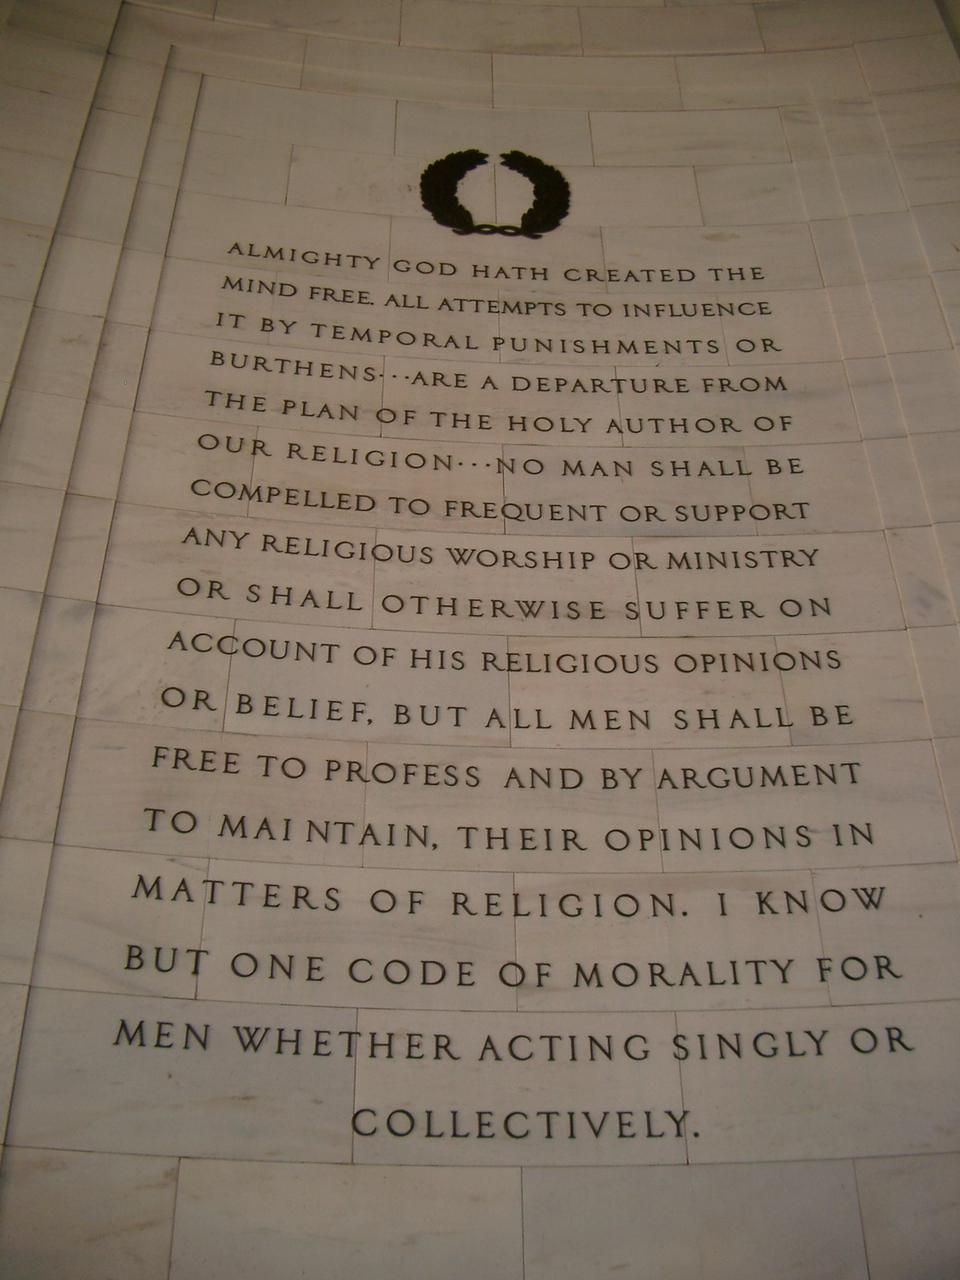 ALMIGHTY GOD HATH CREATED THE
MIND FREE. ALL ATTEMPTS TO INFLUENCE
IT BY TEMPORAL PUNISHMENTS OR
BURTHENS···ARE A DEPARTURE FROM
THE PLAN OF THE HOLY AUTHOR OF
OUR RELIGION···NO MAN SHALL BE
COMPELLED TO FREQUENT OR SUPPORT
ANY RELIGIOUS WORSHIP OR MINISTRY
OR SHALL OTHERWISE SUFFER ON
ACCOUNT OF HIS RELIGIOUS OPINIONS
OR BELIEF, BUT ALL MEN SHALL BE
FREE TO PROFESS AND BY ARGUMENT
TO MAINTAIN, THEIR OPINIONS IN
MATTERS OF RELIGION. I KNOW
BUT ONE CODE OF MORALITY FOR
MEN WHETHER ACTING SINGLY OR
COLLECTIVELY.